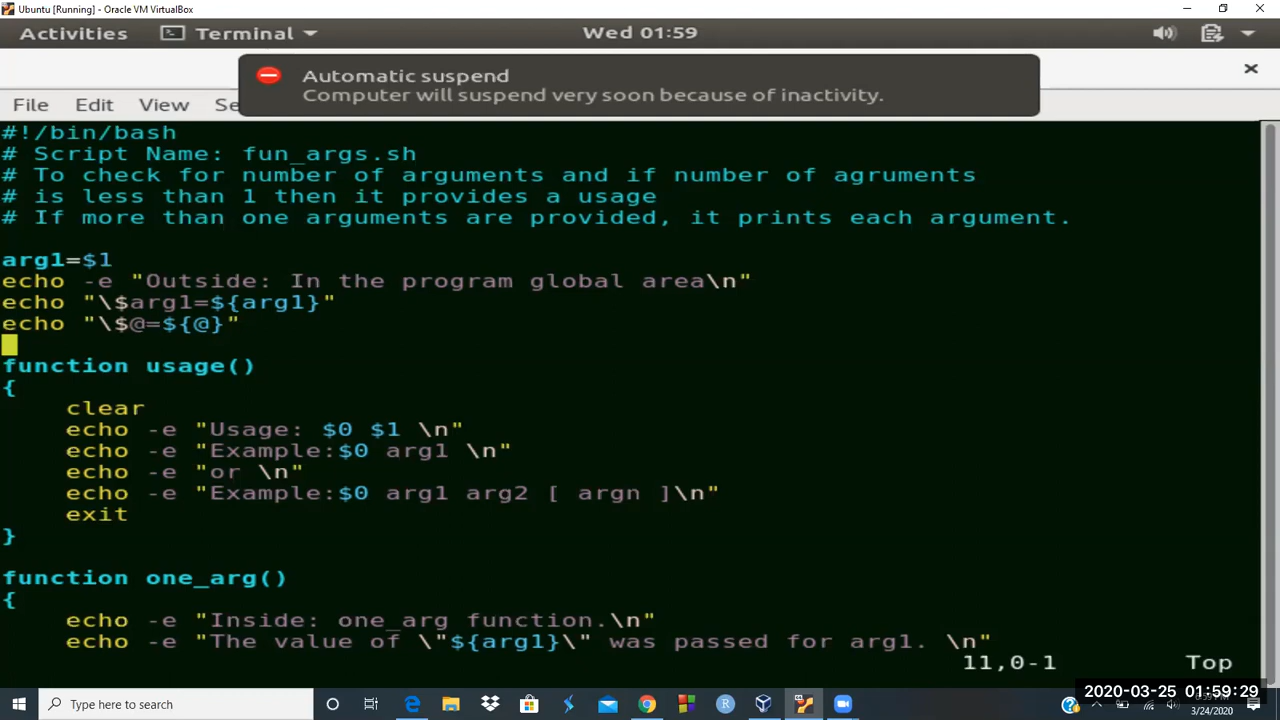 Ubuntu [Running] - Oracle VM VirtualBox
Activities Terminal Wed 01:59
Automatic suspend
Computer will suspend very soon because of inactivity.
File Edit View Se
#!/bin/bash
# Script Name: fun_args.sh
# To check for number of arguments and if number of agruments
# is less than 1 then it provides a usage
# If more than one arguments are provided, it prints each argument.
arg1=$1
echo -e "Outside: In the program global area\n"
echo "\$arg1=${arg1}"
echo "\$@=${@}"
function usage()
{
clear
echo -e "Usage: $0 $1 \n"
echo -e "Example:$0 arg1 \n"
echo -e "or \n"
echo -e "Example:$0 arg1 arg2 [ argn ]\n"
exit
}
function one_arg()
{
echo -e "Inside: one_arg function.\n"
echo -e "The value of \"${arg1}\" was passed for arg1. \n"
11,0-1 Top
Type here to search
2020-03-25 01:59:29
3/24/2020